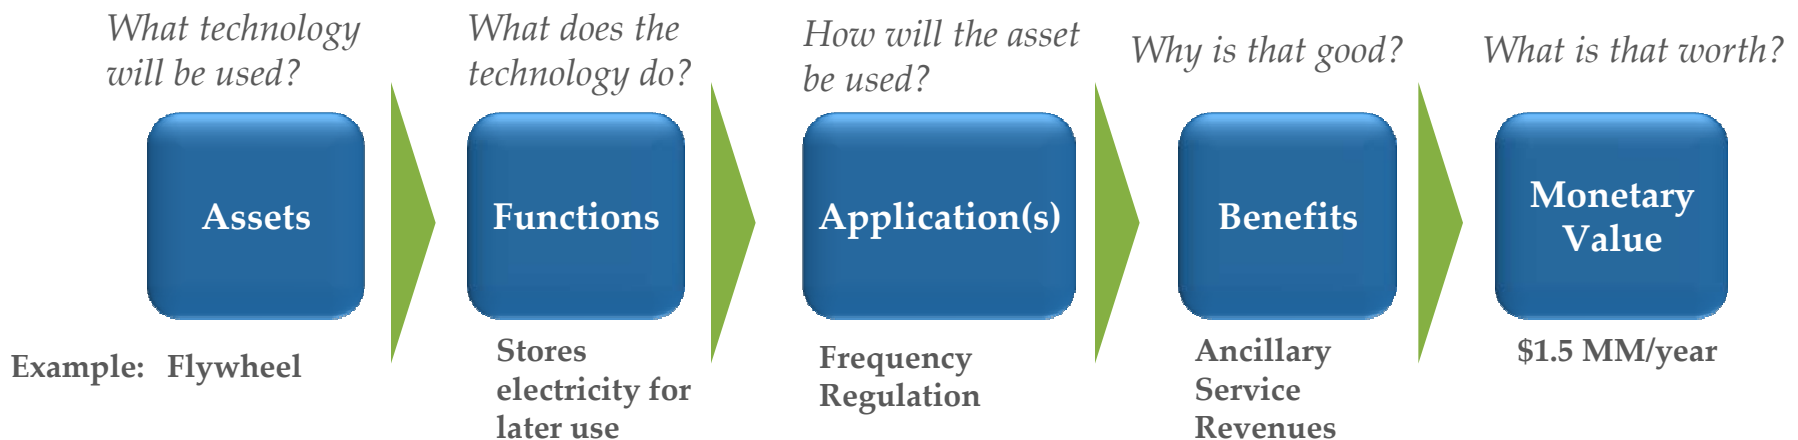 What technology
will be used?
What does the
technology do?
How will the asset
be used?
Why is that good?
What is that worth?
Assets
Functions
Application(s)
Benefits
Monetary
Value
Example: Flywheel
Stores
electricity for
later use
Frequency
Regulation
Ancillary
Service
Revenues
$1.5 MM/year